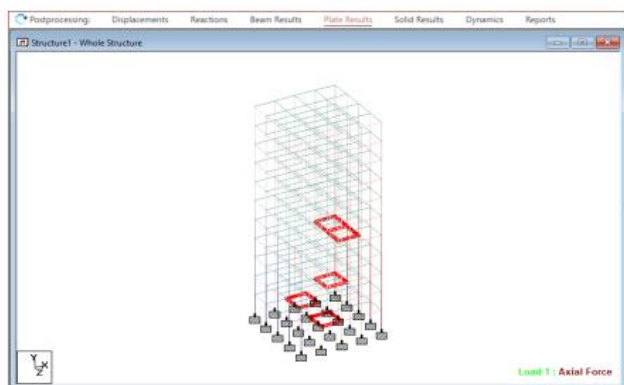 Postprocessing: Displacements Reactions Beam Results Plate Results Solid Results Dynamics Reports
Structure1 - Whole Structure
Y
X
Z
Load 1 : Axial Force